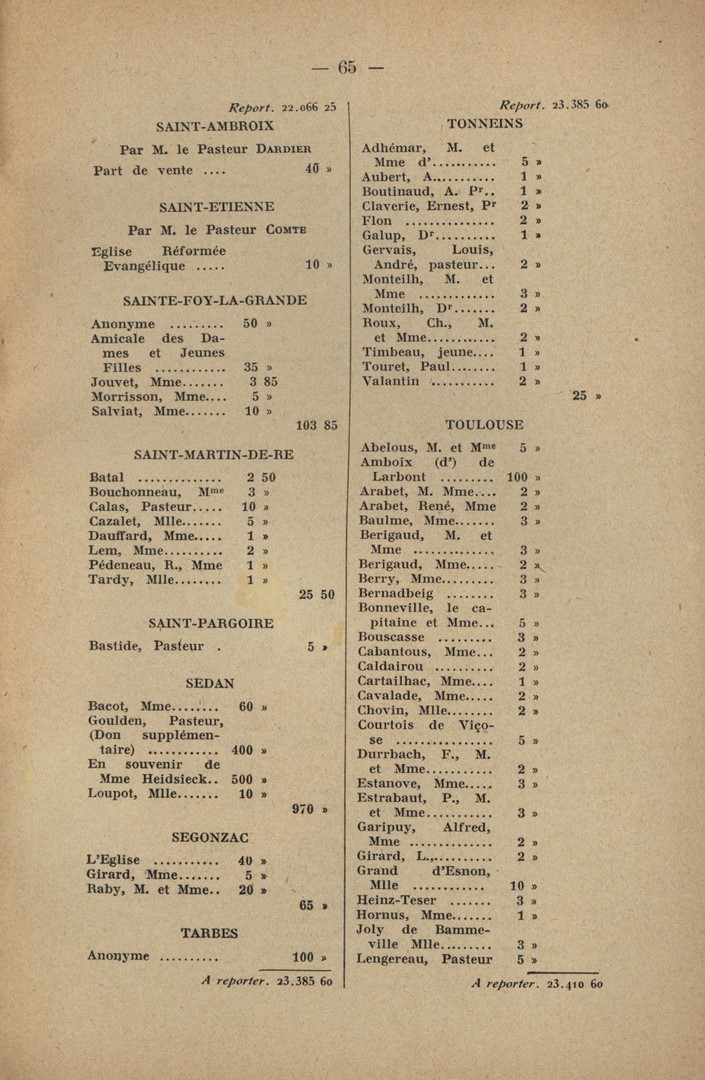 — 65 —
Report. 22.066 25
SAINT-AMBROIX
Par M. le Pasteur DARDIER
Part de vente .... 40 »
SAINT-ETIENNE
Par M. le Pasteur COMTE
Eglise Réformée
Evangélique ..... 10 »
SAINTE-FOY-LA-GRANDE
Anonyme ......... 50 »
Amicale des Da-
mes et Jeunes
Filles ............ 35 »
Jouvet, Mme....... 3 85
Morrisson, Mme.... 5 »
Salviat, Mme....... 10 »
103 85
SAINT-MARTIN-DE-RE
Batal .............. 2 50
Bouchonneau, Mme 3 »
Calas, Pasteur..... 10 »
Cazalet, Mlle....... 5 »
Dauffard, Mme..... 1 »
Lem, Mme.......... 2 »
Pédeneau, R., Mme 1 »
Tardy, Mlle........ 1 »
25 50
SAINT-PARGOIRE
Bastide, Pasteur . 5 »
SEDAN
Bacot, Mme........ 60 »
Goulden, Pasteur,
(Don supplémen-
taire) ............ 400 »
En souvenir de
Mme Heidsieck.. 500 »
Loupot, Mlle....... 10 »
970 »
SEGONZAC
L'Eglise ........... 40 »
Girard, Mme....... 5 »
Raby, M. et Mme.. 20 »
65 »
TARBES
Anonyme .......... 100 »
A reporter. 23.385 60
Report. 23.385 60
TONNEINS
Adhémar, M. et
Mme d'........... 5 »
Aubert, A........... 1 »
Boutinaud, A. Pr.. 1 »
Claverie, Ernest, Pr 2 »
Flon ............... 2 »
Galup, Dr.......... 1 »
Gervais, Louis,
André, pasteur... 2 »
Monteilh, M. et
Mme ............. 3 »
Monteilh, Dr....... 2 »
Roux, Ch., M.
et Mme............ 2 »
Timbeau, jeune.... 1 »
Touret, Paul........ 1 »
Valantin ........... 2 »
25 »
TOULOUSE
Abelous, M. et Mme 5 »
Amboix (d') de
Larbont ......... 100 »
Arabet, M. Mme.... 2 »
Arabet, René, Mme 2 »
Baulme, Mme....... 3 »
Berigaud, M. et
Mme .............. 3 »
Berigaud, Mme..... 2 »
Berry, Mme......... 3 »
Bernadbeig ........ 3 »
Bonneville, le ca-
pitaine et Mme... 5 »
Bouscasse ......... 3 »
Cabantous, Mme... 2 »
Caldairou .......... 2 »
Cartailhac, Mme.... 1 »
Cavalade, Mme..... 2 »
Chovin, Mlle........ 2 »
Courtois de Viço-
se ................ 5 »
Durrbach, F., M.
et Mme........... 2 »
Estanove, Mme..... 3 »
Estrabaut, P., M.
et Mme........... 3 »
Garipuy, Alfred,
Mme .............. 2 »
Girard, L.,.......... 2 »
Grand d'Esnon,
Mlle ............ 10 »
Heinz-Teser ....... 3 »
Hornus, Mme....... 1 »
Joly de Bamme-
ville Mlle......... 3 »
Lengereau, Pasteur 5 »
A reporter. 23.410 60